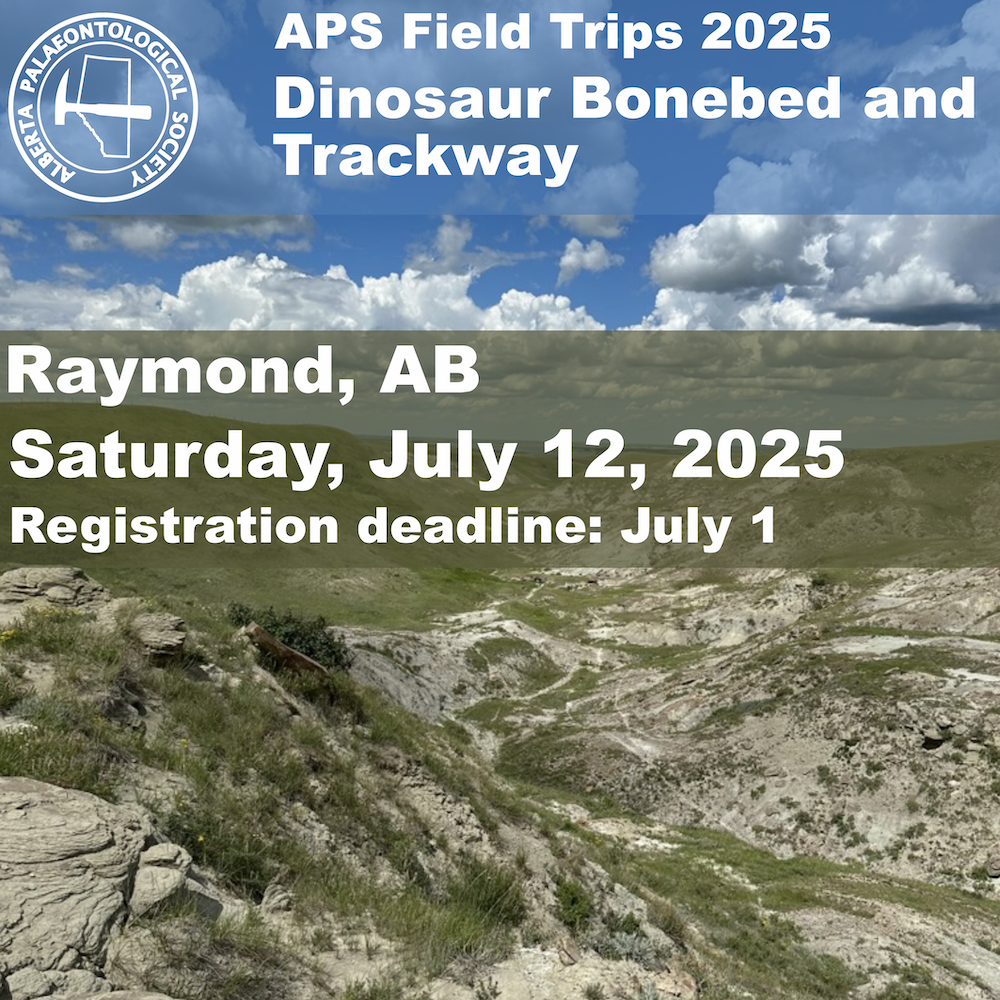 ALBERTA PALAEONTOLOGICAL SOCIETY
APS Field Trips 2025
Dinosaur Bonebed and
Trackway
Raymond, AB
Saturday, July 12, 2025
Registration deadline: July 1